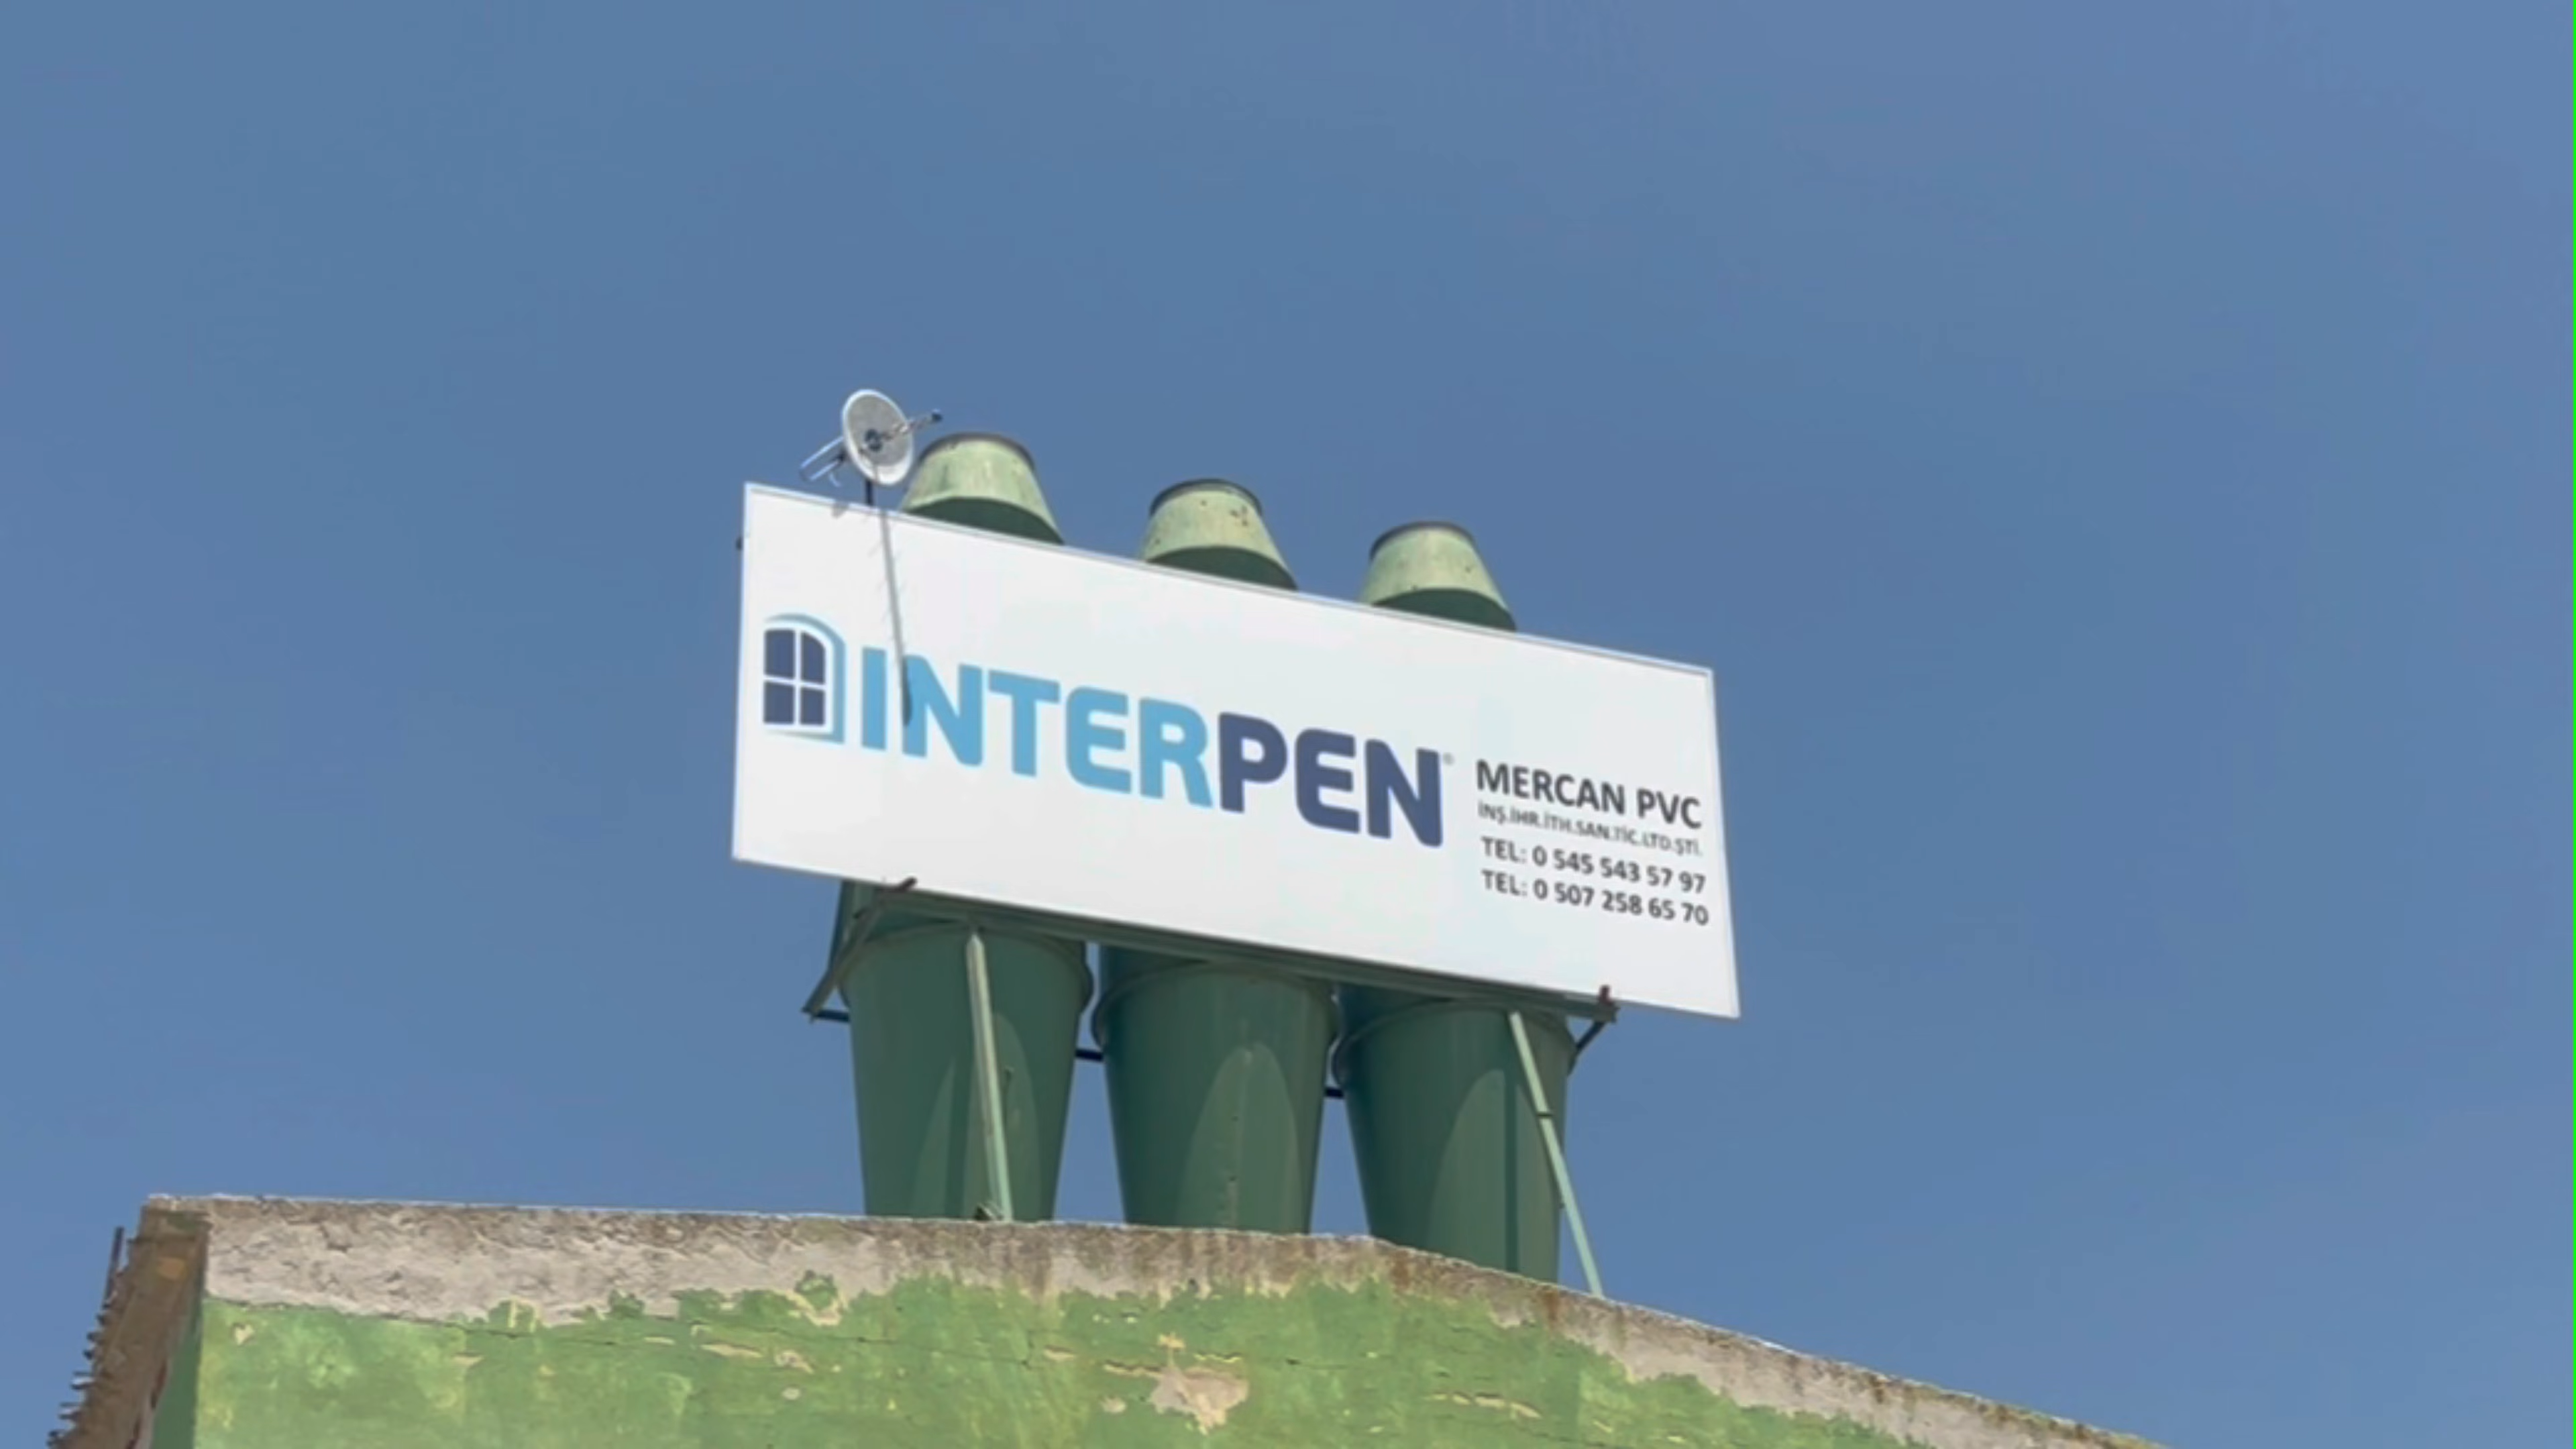 INTERPEN®
MERCAN PVC
İNŞ.İHR.İTH.SAN.TİC.LTD.ŞTİ.
TEL: 0 545 543 57 97
TEL: 0 507 258 65 70